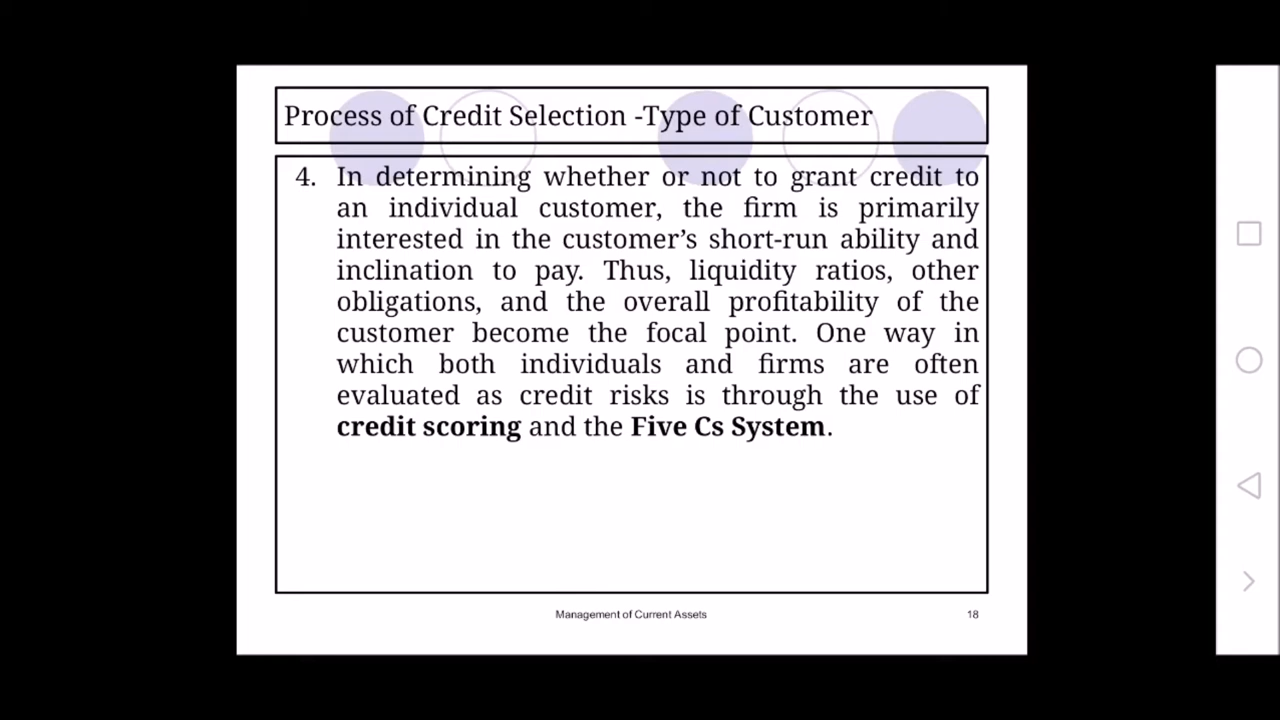 Process of Credit Selection -Type of Customer
4. In determining whether or not to grant credit to
an individual customer, the firm is primarily
interested in the customer’s short-run ability and
inclination to pay. Thus, liquidity ratios, other
obligations, and the overall profitability of the
customer become the focal point. One way in
which both individuals and firms are often
evaluated as credit risks is through the use of
credit scoring and the Five Cs System.
Management of Current Assets
18